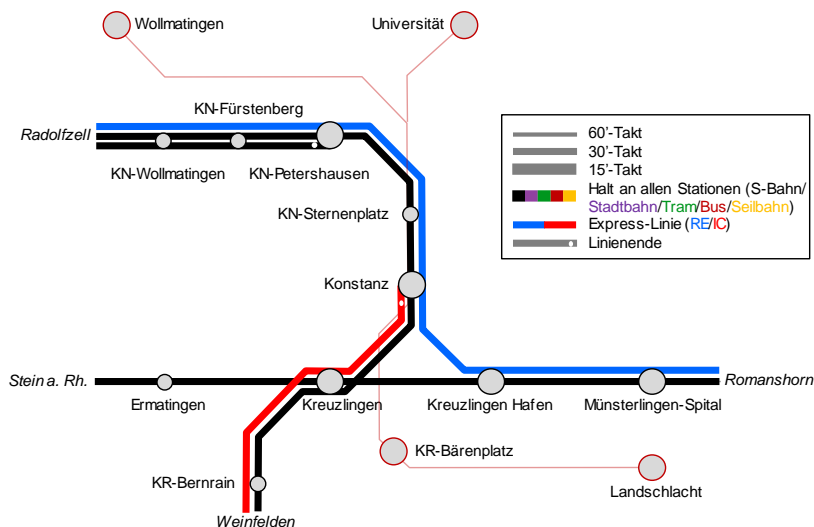 Wollmatingen
Universität
KN-Fürstenberg
Radolfzell
KN-Wollmatingen
KN-Petershausen
KN-Sternenplatz
Konstanz
60'-Takt
30'-Takt
15'-Takt
Halt an allen Stationen (S-Bahn/
Stadtbahn/Tram/Bus/Seilbahn)
Express-Linie (RE/IC)
Linienende
Stein a. Rh.
Romanshorn
Ermatingen
Kreuzlingen
Kreuzlingen Hafen
Münsterlingen-Spital
KR-Bärenplatz
KR-Bernrain
Landschlacht
Weinfelden